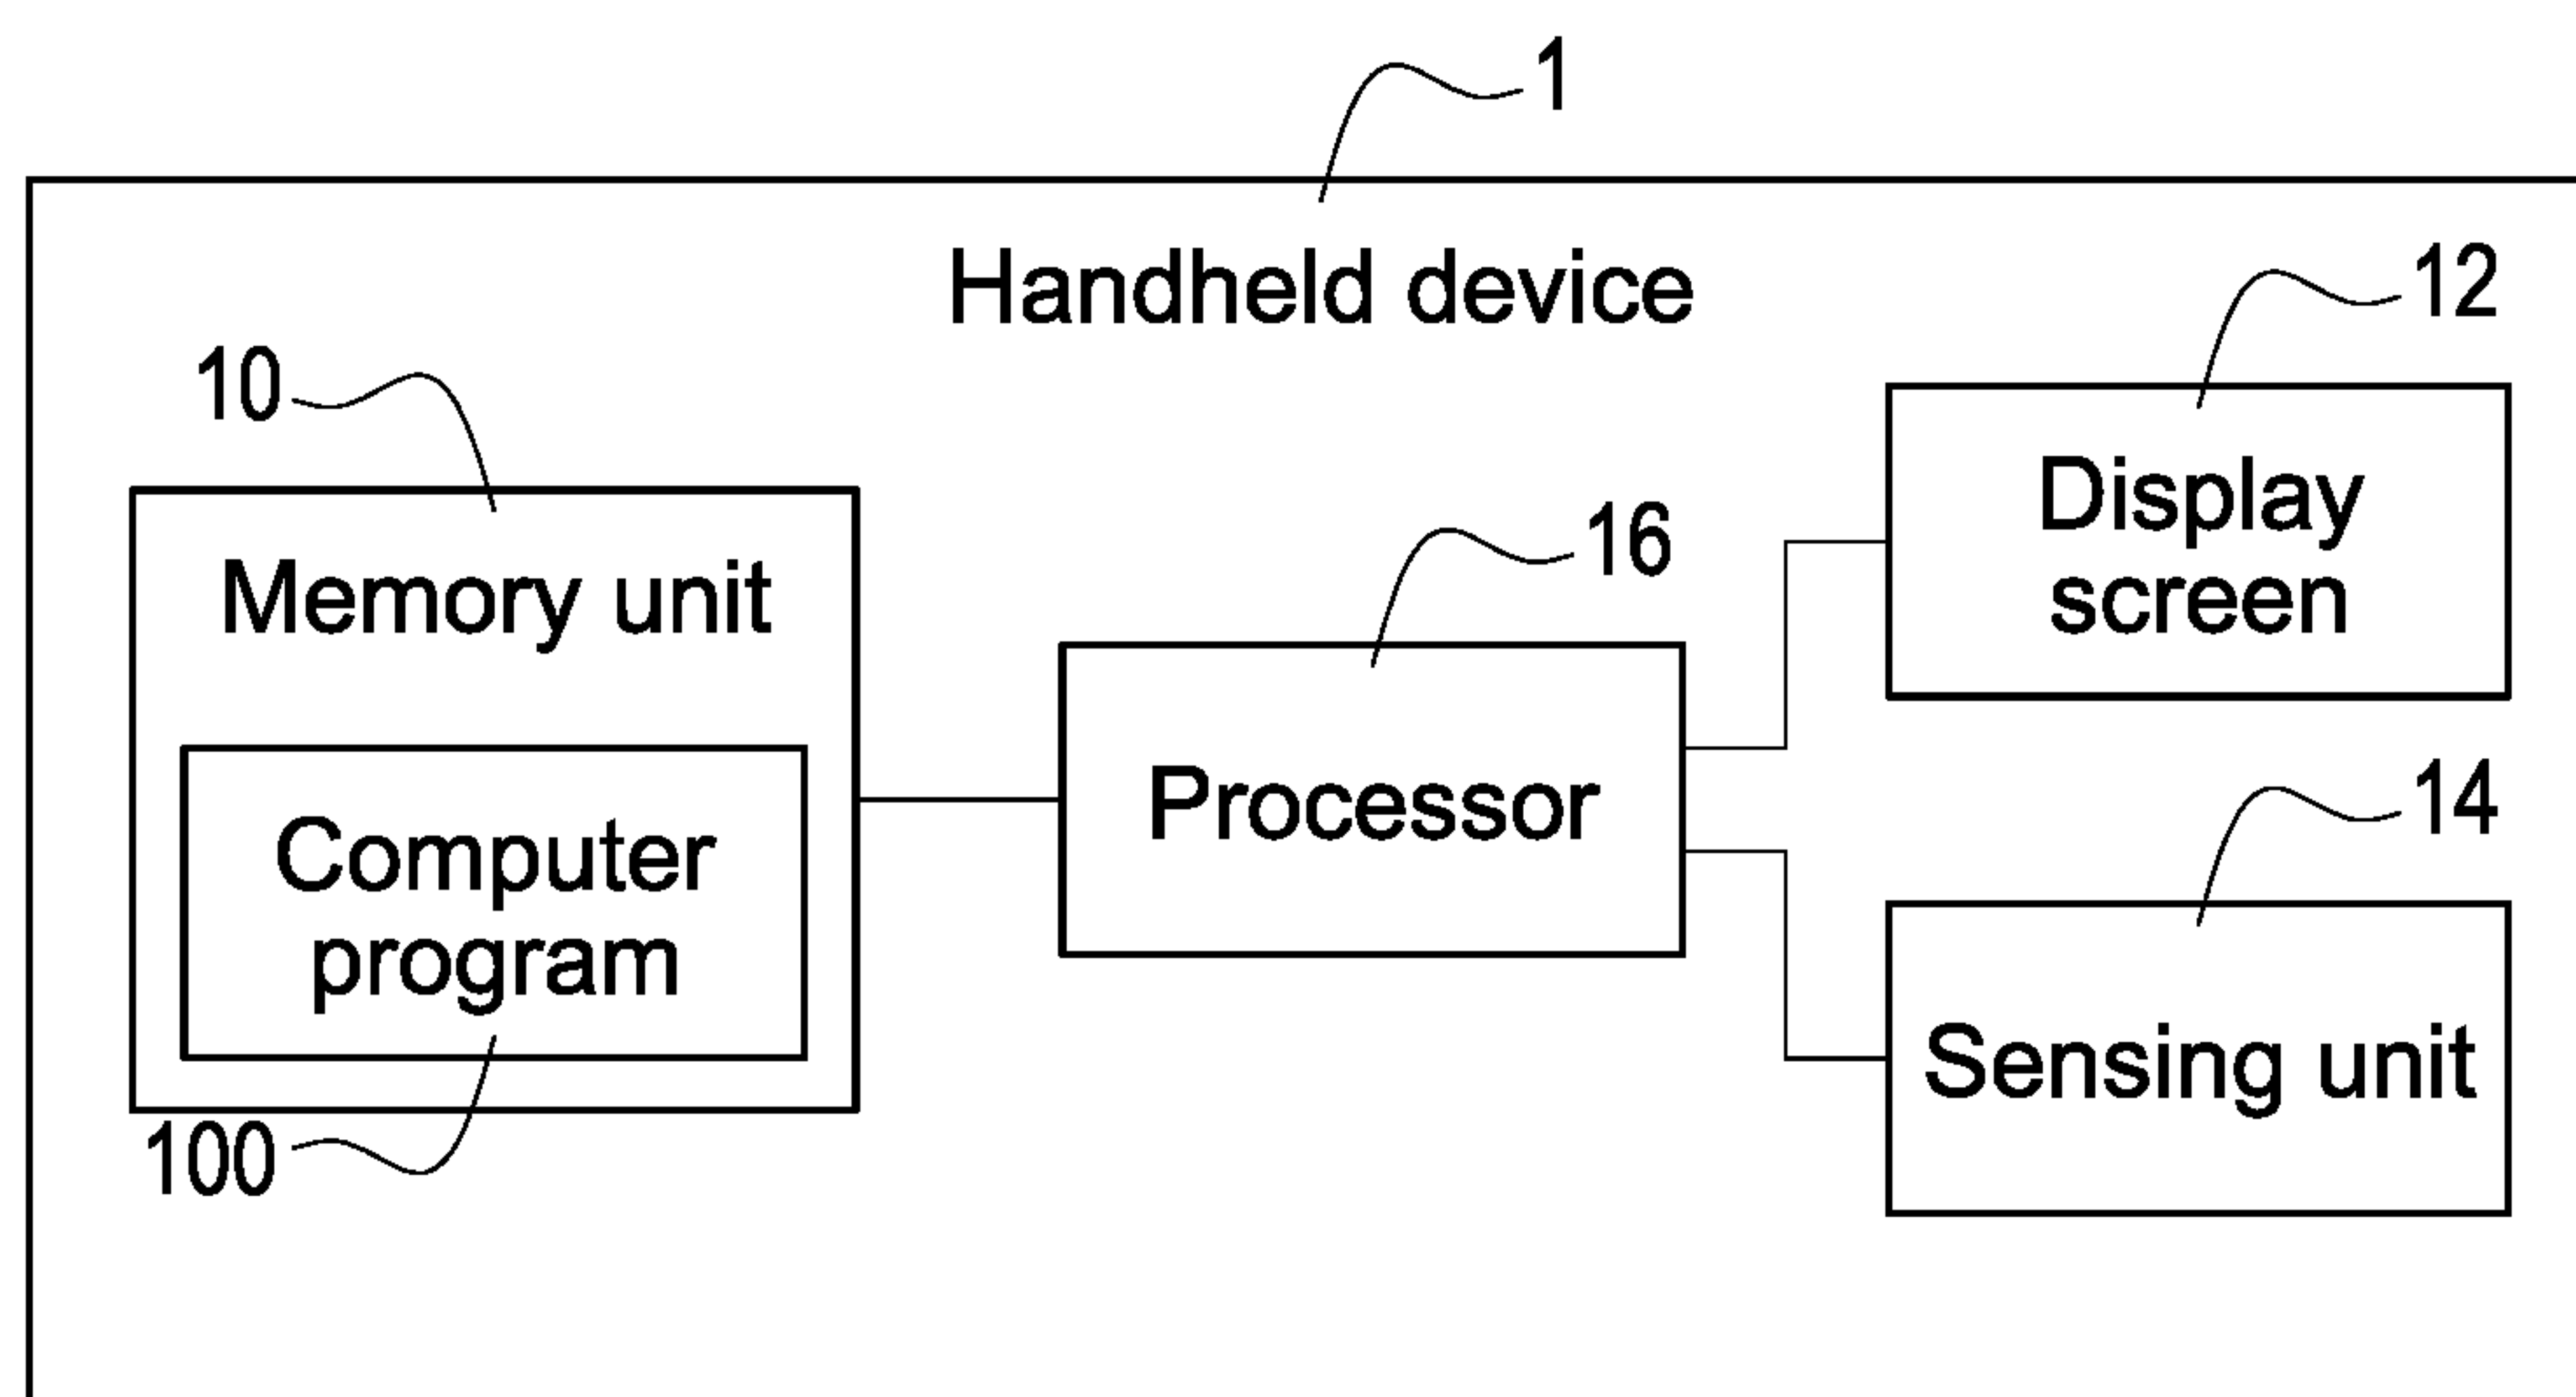 1
Handheld device
12
10
Display
screen
16
Memory unit
Processor
14
Computer
program
Sensing unit
100